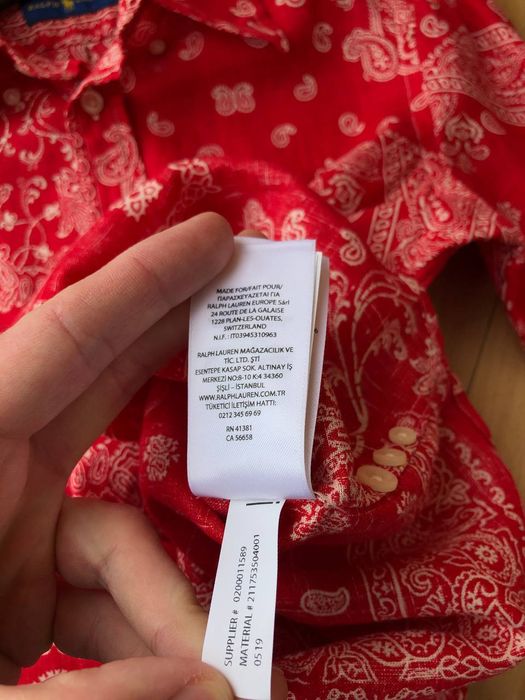 RALPH LAUREN
MADE FOR/FAIT POUR/
ΠΑΡΑΣΚΕΥΑΖΕΤΑΙ ΓΙΑ
RALPH LAUREN EUROPE Sàrl
24 ROUTE DE LA GALAISE
1228 PLAN-LES-OUATES,
SWITZERLAND
N.I.F. : IT03945310963
RALPH LAUREN MAĞAZACILIK VE
TİC. LTD. ŞTİ
ESENTEPE KASAP SOK. ALTINAY İŞ
MERKEZİ NO:8-10 K:4 34360
ŞİŞLİ – İSTANBUL
WWW.RALPHLAUREN.COM.TR
TÜKETİCİ İLETİŞİM HATTI:
0212 345 69 69
RN 41381
CA 56658
SUPPLIER # 0200011589
MATERIAL # 211753504001
0519